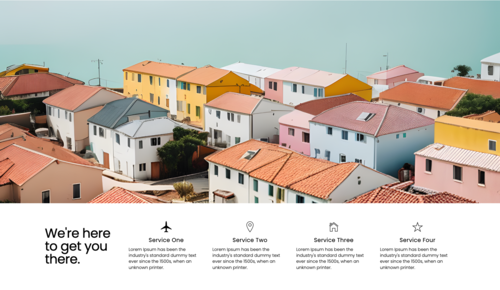 We're here
to get you
there.
Service One
Lorem Ipsum has been the
industry's standard dummy text
ever since the 1500s, when an
unknown printer.
Service Two
Lorem Ipsum has been the
industry's standard dummy text
ever since the 1500s, when an
unknown printer.
Service Three
Lorem Ipsum has been the
industry's standard dummy text
ever since the 1500s, when an
unknown printer.
Service Four
Lorem Ipsum has been the
industry's standard dummy text
ever since the 1500s, when an
unknown printer.